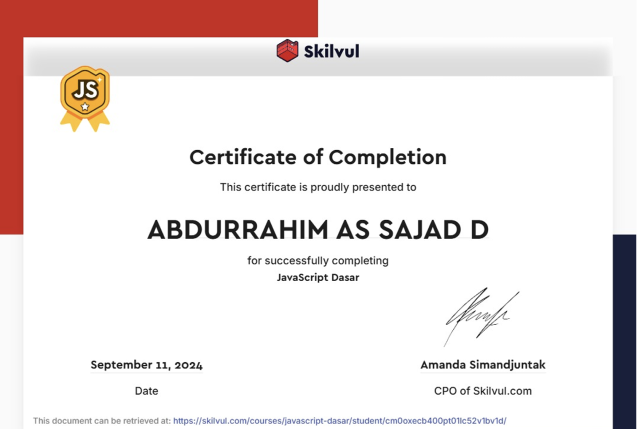 Skilvul
JS
Certificate of Completion
This certificate is proudly presented to
ABDURRAHIM AS SAJAD D
for successfully completing
JavaScript Dasar
September 11, 2024
Date
Amanda Simandjuntak
CPO of Skilvul.com
This document can be retrieved at: https://skilvul.com/courses/javascript-dasar/student/cm0oxecb400pt01lc52v1bv1d/